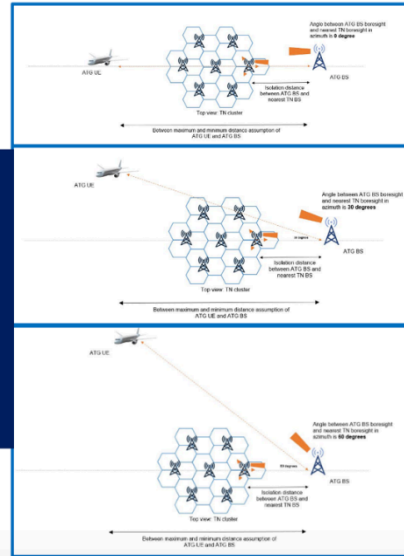 Angle between ATG BS boresight
and nearest TN boresight in
azimuth is 0 degree
ATG UE
ATG BS
Isolation distance
between ATG BS and
nearest TN BS
Top view: TN cluster
Between maximum and minimum distance assumption of
ATG UE and ATG BS
ATG UE
Angle between ATG BS boresight
and nearest TN boresight in
azimuth is 30 degrees
ATG BS
Isolation distance
between ATG BS and
nearest TN BS
Top view: TN cluster
Between maximum and minimum distance assumption of
ATG UE and ATG BS
ATG UE
Angle between ATG BS boresight
and nearest TN boresight in
azimuth is 60 degrees
degrees
ATG BS
Isolation distance
between ATG BS and
nearest TN BS
Top view: TN cluster
Between maximum and minimum distance assumption of
ATG UE and ATG BS